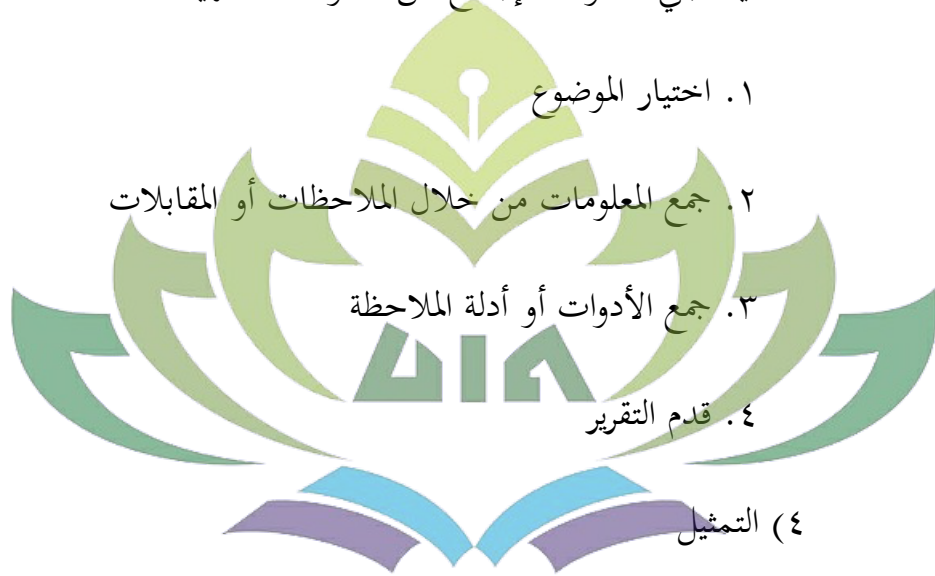 ١. اختيار الموضوع
٢. جمع المعلومات من خلال الملاحظات أو المقابلات
٣. جمع الأدوات أو أدلة الملاحظة
٤. قدم التقرير
٤) التمثيل